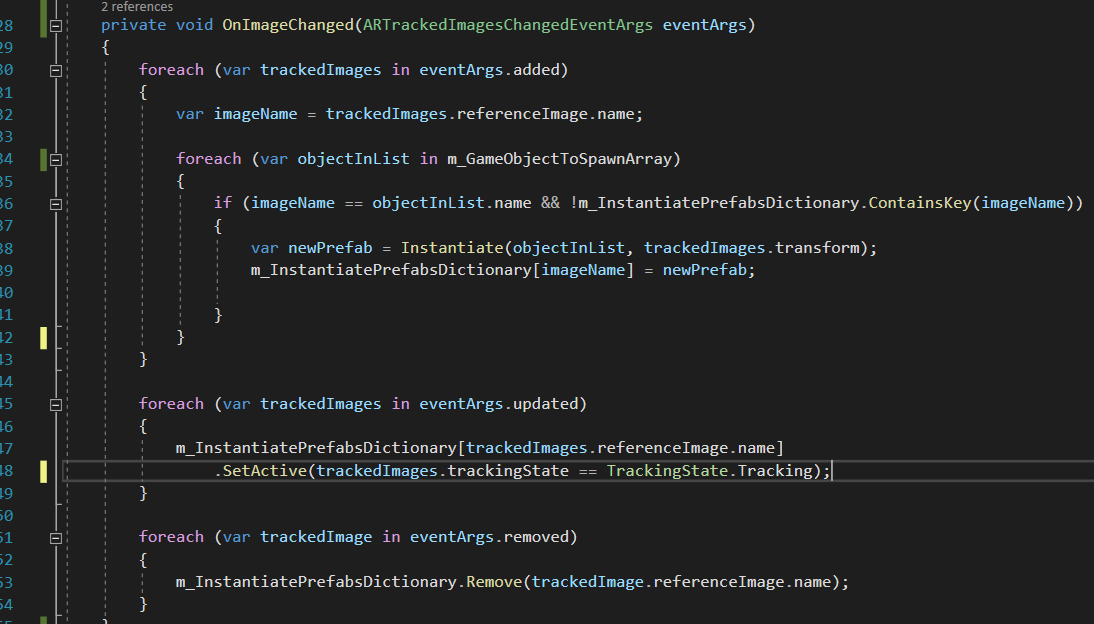 2 references
28 private void OnImageChanged(ARTrackedImagesChangedEventArgs eventArgs)
29 {
30 foreach (var trackedImages in eventArgs.added)
31 {
32 var imageName = trackedImages.referenceImage.name;
33
34 foreach (var objectInList in m_GameObjectToSpawnArray)
35 {
36 if (imageName == objectInList.name && !m_InstantiatePrefabsDictionary.ContainsKey(imageName))
37 {
38 var newPrefab = Instantiate(objectInList, trackedImages.transform);
39 m_InstantiatePrefabsDictionary[imageName] = newPrefab;
40
41 }
42 }
43 }
44
45 foreach (var trackedImages in eventArgs.updated)
46 {
47 m_InstantiatePrefabsDictionary[trackedImages.referenceImage.name]
48 .SetActive(trackedImages.trackingState == TrackingState.Tracking);
49 }
50
51 foreach (var trackedImage in eventArgs.removed)
52 {
53 m_InstantiatePrefabsDictionary.Remove(trackedImage.referenceImage.name);
54 }